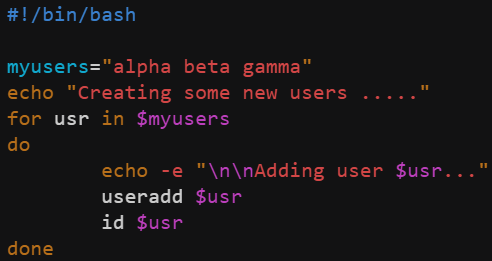 #!/bin/bash
myusers="alpha beta gamma"
echo "Creating some new users ....."
for usr in $myusers
do
echo -e "\n\nAdding user $usr..."
useradd $usr
id $usr
done